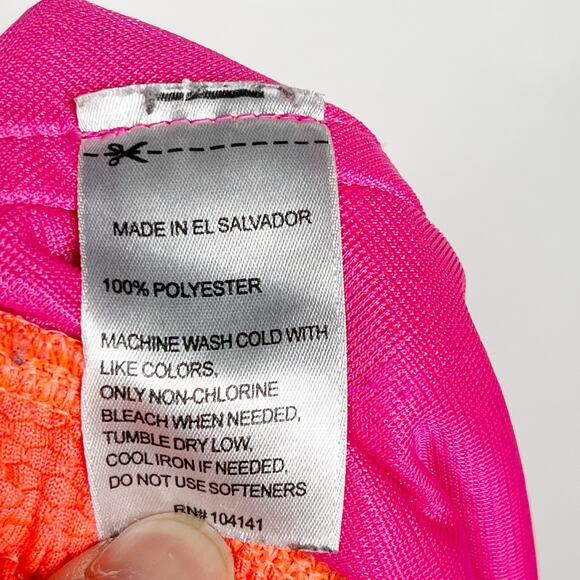 MADE IN EL SALVADOR
100% POLYESTER
MACHINE WASH COLD WITH
LIKE COLORS,
ONLY NON-CHLORINE
BLEACH WHEN NEEDED,
TUMBLE DRY LOW,
COOL IRON IF NEEDED,
DO NOT USE SOFTENERS
RN# 104141